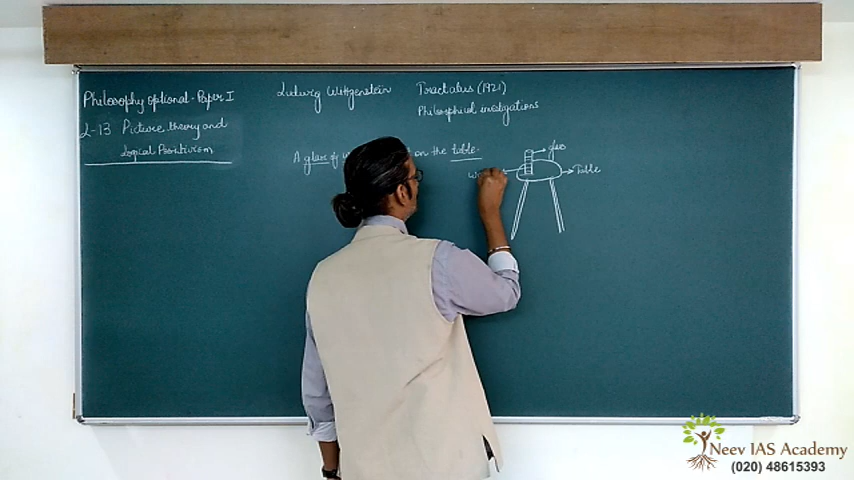 Philosophy optional - Paper I
L-13 Picture theory and
Logical Positivism
Ludwig Wittgenstein Tractatus (1921)
Philosophical investigations
A glass of on the table.
glass
Table
Neev IAS Academy
(020) 48615393